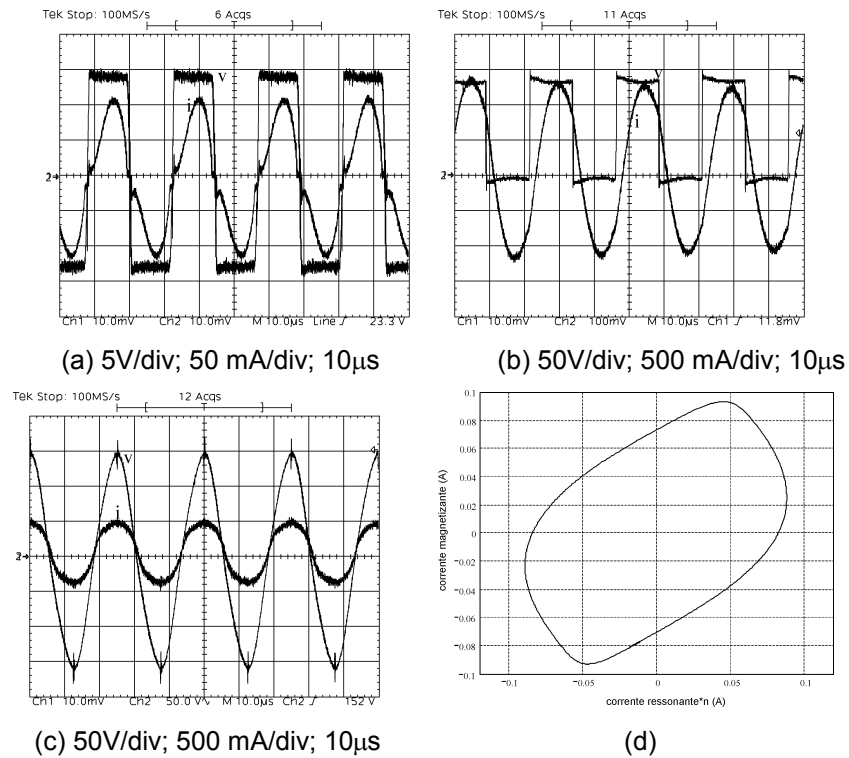 Tek Stop: 100MS/s 6 Acqs
v
i
2→
Ch1 10.0mV Ch2 10.0mV M 10.0µs Line ∫ 23.3 V
(a) 5V/div; 50 mA/div; 10µs
Tek Stop: 100MS/s 11 Acqs
v
i
2→
Ch1 10.0mV Ch2 100mV M 10.0µs Ch1 ∫ 11.8mV
(b) 50V/div; 500 mA/div; 10µs
Tek Stop: 100MS/s 12 Acqs
v
i
2→
Ch1 10.0mV Ch2 50.0 V M 10.0µs Ch2 ∫ 152 V
(c) 50V/div; 500 mA/div; 10µs
0.1
0.08
0.06
0.04
0.02
0
−0.02
−0.04
−0.06
−0.08
−0.1
corrente magnetizante (A)
−0.1 −0.05 0 0.05 0.1
corrente ressonante*n (A)
(d)